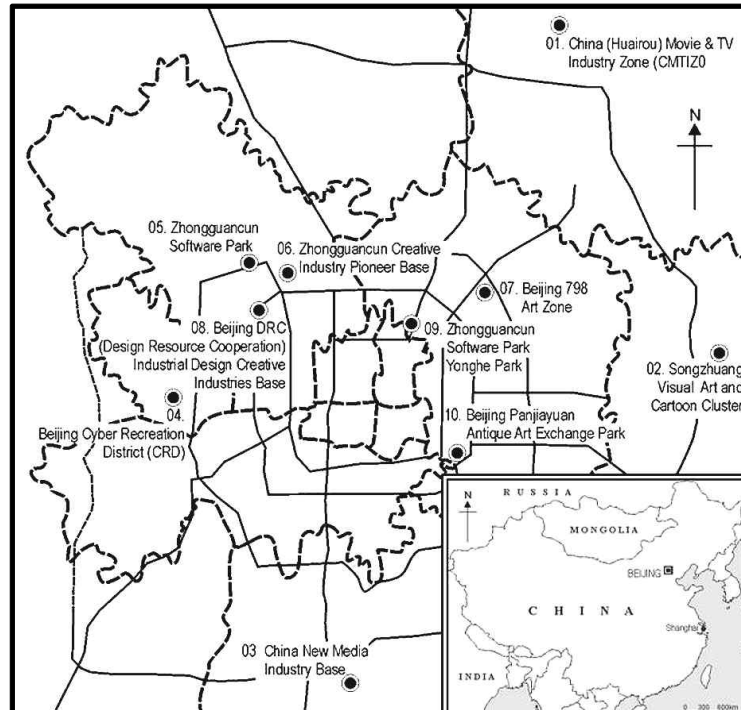 01. China (Huairou) Movie & TV
Industry Zone (CMTIZ0
N
05. Zhongguancun
Software Park
06. Zhongguancun Creative
Industry Pioneer Base
07. Beijing 798
Art Zone
08. Beijing DRC
(Design Resource Cooperation)
Industrial Design Creative
Industries Base
09. Zhongguancun
Software Park
Yonghe Park
02. Songzhuang
Visual Art and
Cartoon Cluster
04.
Beijing Cyber Recreation
District (CRD)
10. Beijing Panjiayuan
Antique Art Exchange Park
03 China New Media
Industry Base
RUSSIA
N
MONGOLIA
BEIJING
CHINA
Shanghai
INDIA
0 300 600km